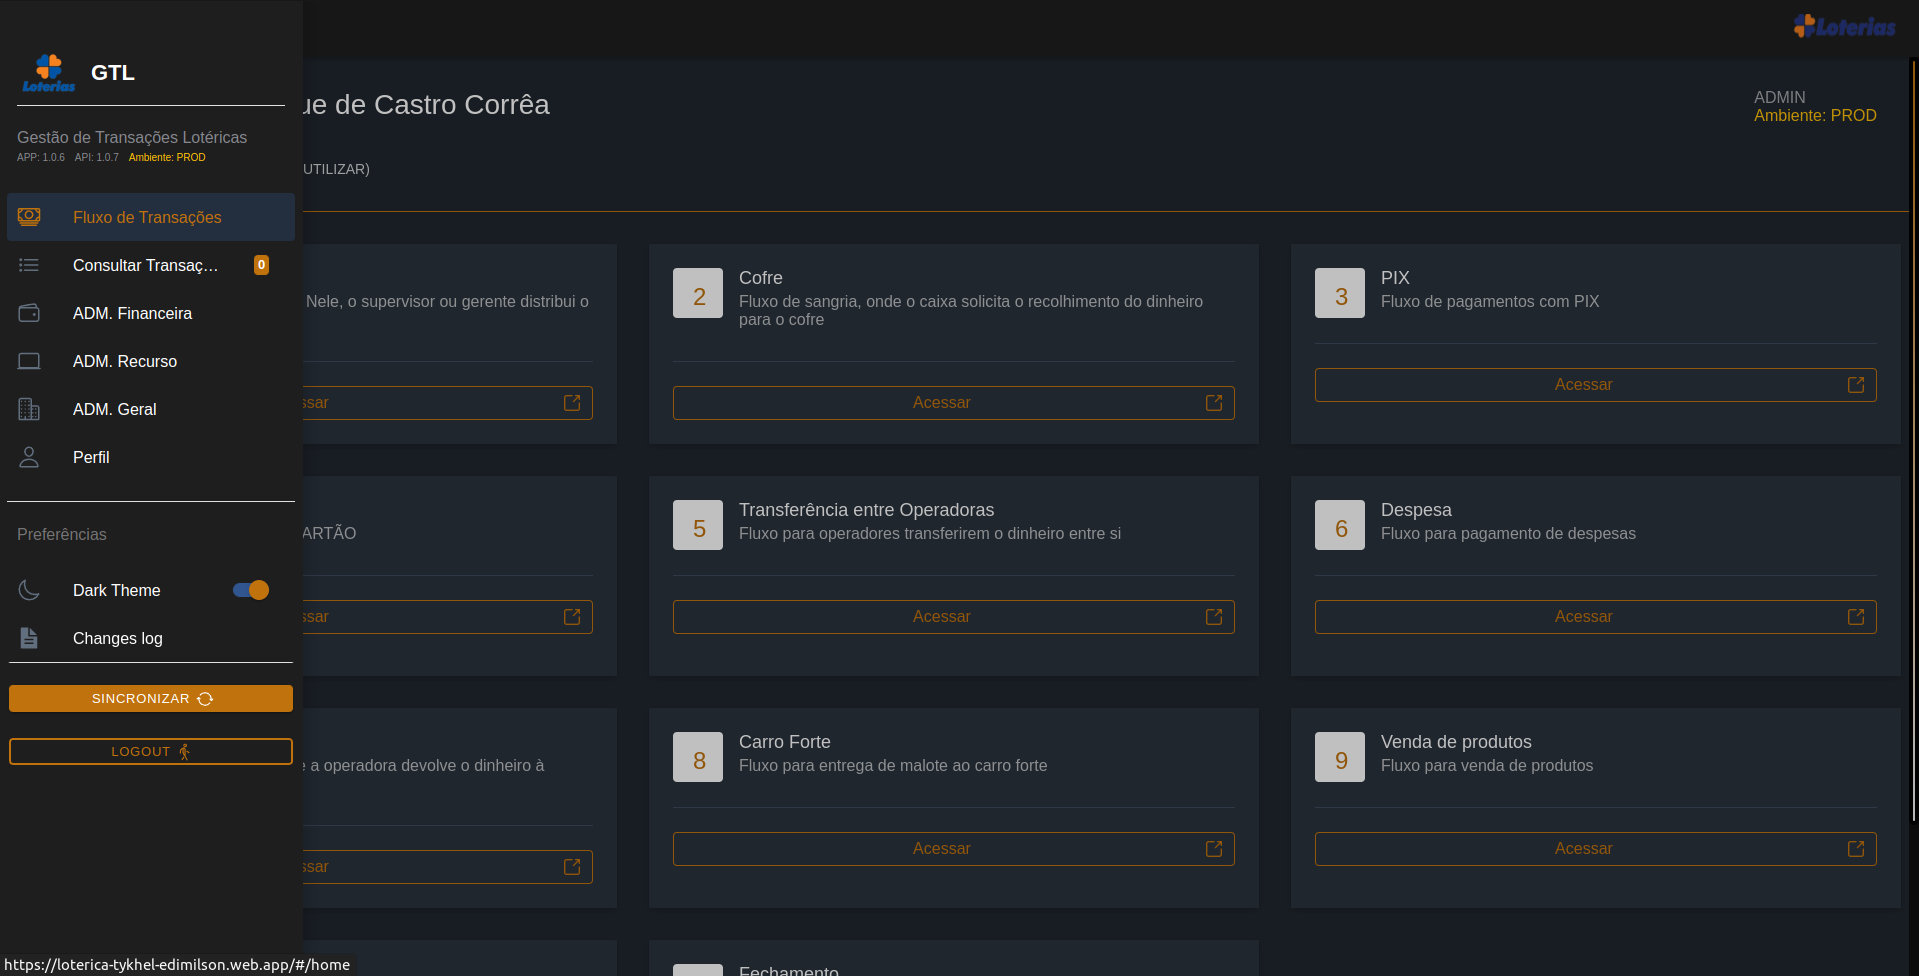 Loterias
Loterias
GTL
ue de Castro Corrêa
ADMIN
Ambiente: PROD
Gestão de Transações Lotéricas
APP: 1.0.6 API: 1.0.7 Ambiente: PROD
UTILIZAR)
Fluxo de Transações
Consultar Transaç... 0
ADM. Financeira
ADM. Recurso
ADM. Geral
Perfil
Preferências
Dark Theme
Changes log
SINCRONIZAR
LOGOUT
Nele, o supervisor ou gerente distribui o
ssar
2
Cofre
Fluxo de sangria, onde o caixa solicita o recolhimento do dinheiro
para o cofre
Acessar
3
PIX
Fluxo de pagamentos com PIX
Acessar
ARTÃO
ssar
5
Transferência entre Operadoras
Fluxo para operadores transferirem o dinheiro entre si
Acessar
6
Despesa
Fluxo para pagamento de despesas
Acessar
e a operadora devolve o dinheiro à
ssar
8
Carro Forte
Fluxo para entrega de malote ao carro forte
Acessar
9
Venda de produtos
Fluxo para venda de produtos
Acessar
Fechamento
https://loterica-tykhel-edimilson.web.app/#/home